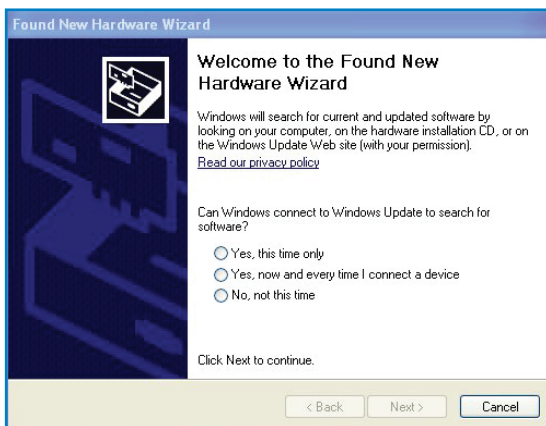 Found New Hardware Wizard
Welcome to the Found New
Hardware Wizard
Windows will search for current and updated software by
looking on your computer, on the hardware installation CD, or on
the Windows Update Web site (with your permission).
Read our privacy policy
Can Windows connect to Windows Update to search for
software?
Yes, this time only
Yes, now and every time I connect a device
No, not this time
Click Next to continue.
< Back Next > Cancel